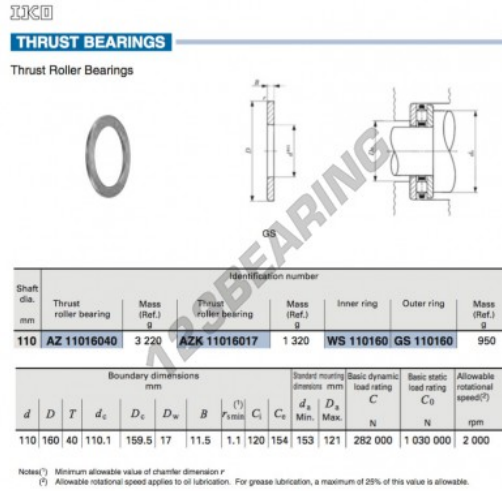 IKO
THRUST BEARINGS
Thrust Roller Bearings
B
r
D
GS
123BEARING
Identification number
Shaft dia. mm
Thrust roller bearing
Mass (Ref.) g
Thrust roller bearing
Mass (Ref.) g
Inner ring
Outer ring
Mass (Ref.) g
110 AZ 11016040 3 220 AZK 11016017 1 320 WS 110160 GS 110160 950
Boundary dimensions mm
Standard mounting dimensions mm
Basic dynamic load rating C N
Basic static load rating C0 N
Allowable rotational speed(2) rpm
d D T dc Dc Dw B rs min(1) Ci Ce da Min. Da Max.
110 160 40 110.1 159.5 17 11.5 1.1 120 154 153 121 282 000 1 030 000 2 000
Notes(1) Minimum allowable value of chamfer dimension r
(2) Allowable rotational speed applies to oil lubrication. For grease lubrication, a maximum of 25% of this value is allowable.